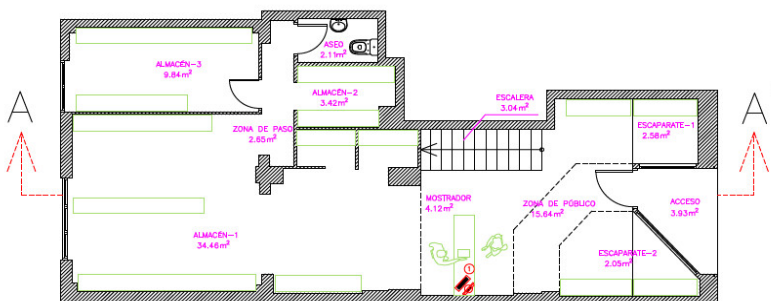 ASEO
2.11m²
ALMACÉN-3
9.84m²
ALMACÉN-2
3.42m²
ESCALERA
3.04m²
A
A
ZONA DE PASO
2.65m²
ESCAPARATE-1
2.58m²
MOSTRADOR
4.12m²
ZONA DE PÚBLICO
15.64m²
ACCESO
3.93m²
ALMACÉN-1
34.46m²
ESCAPARATE-2
2.05m²
1